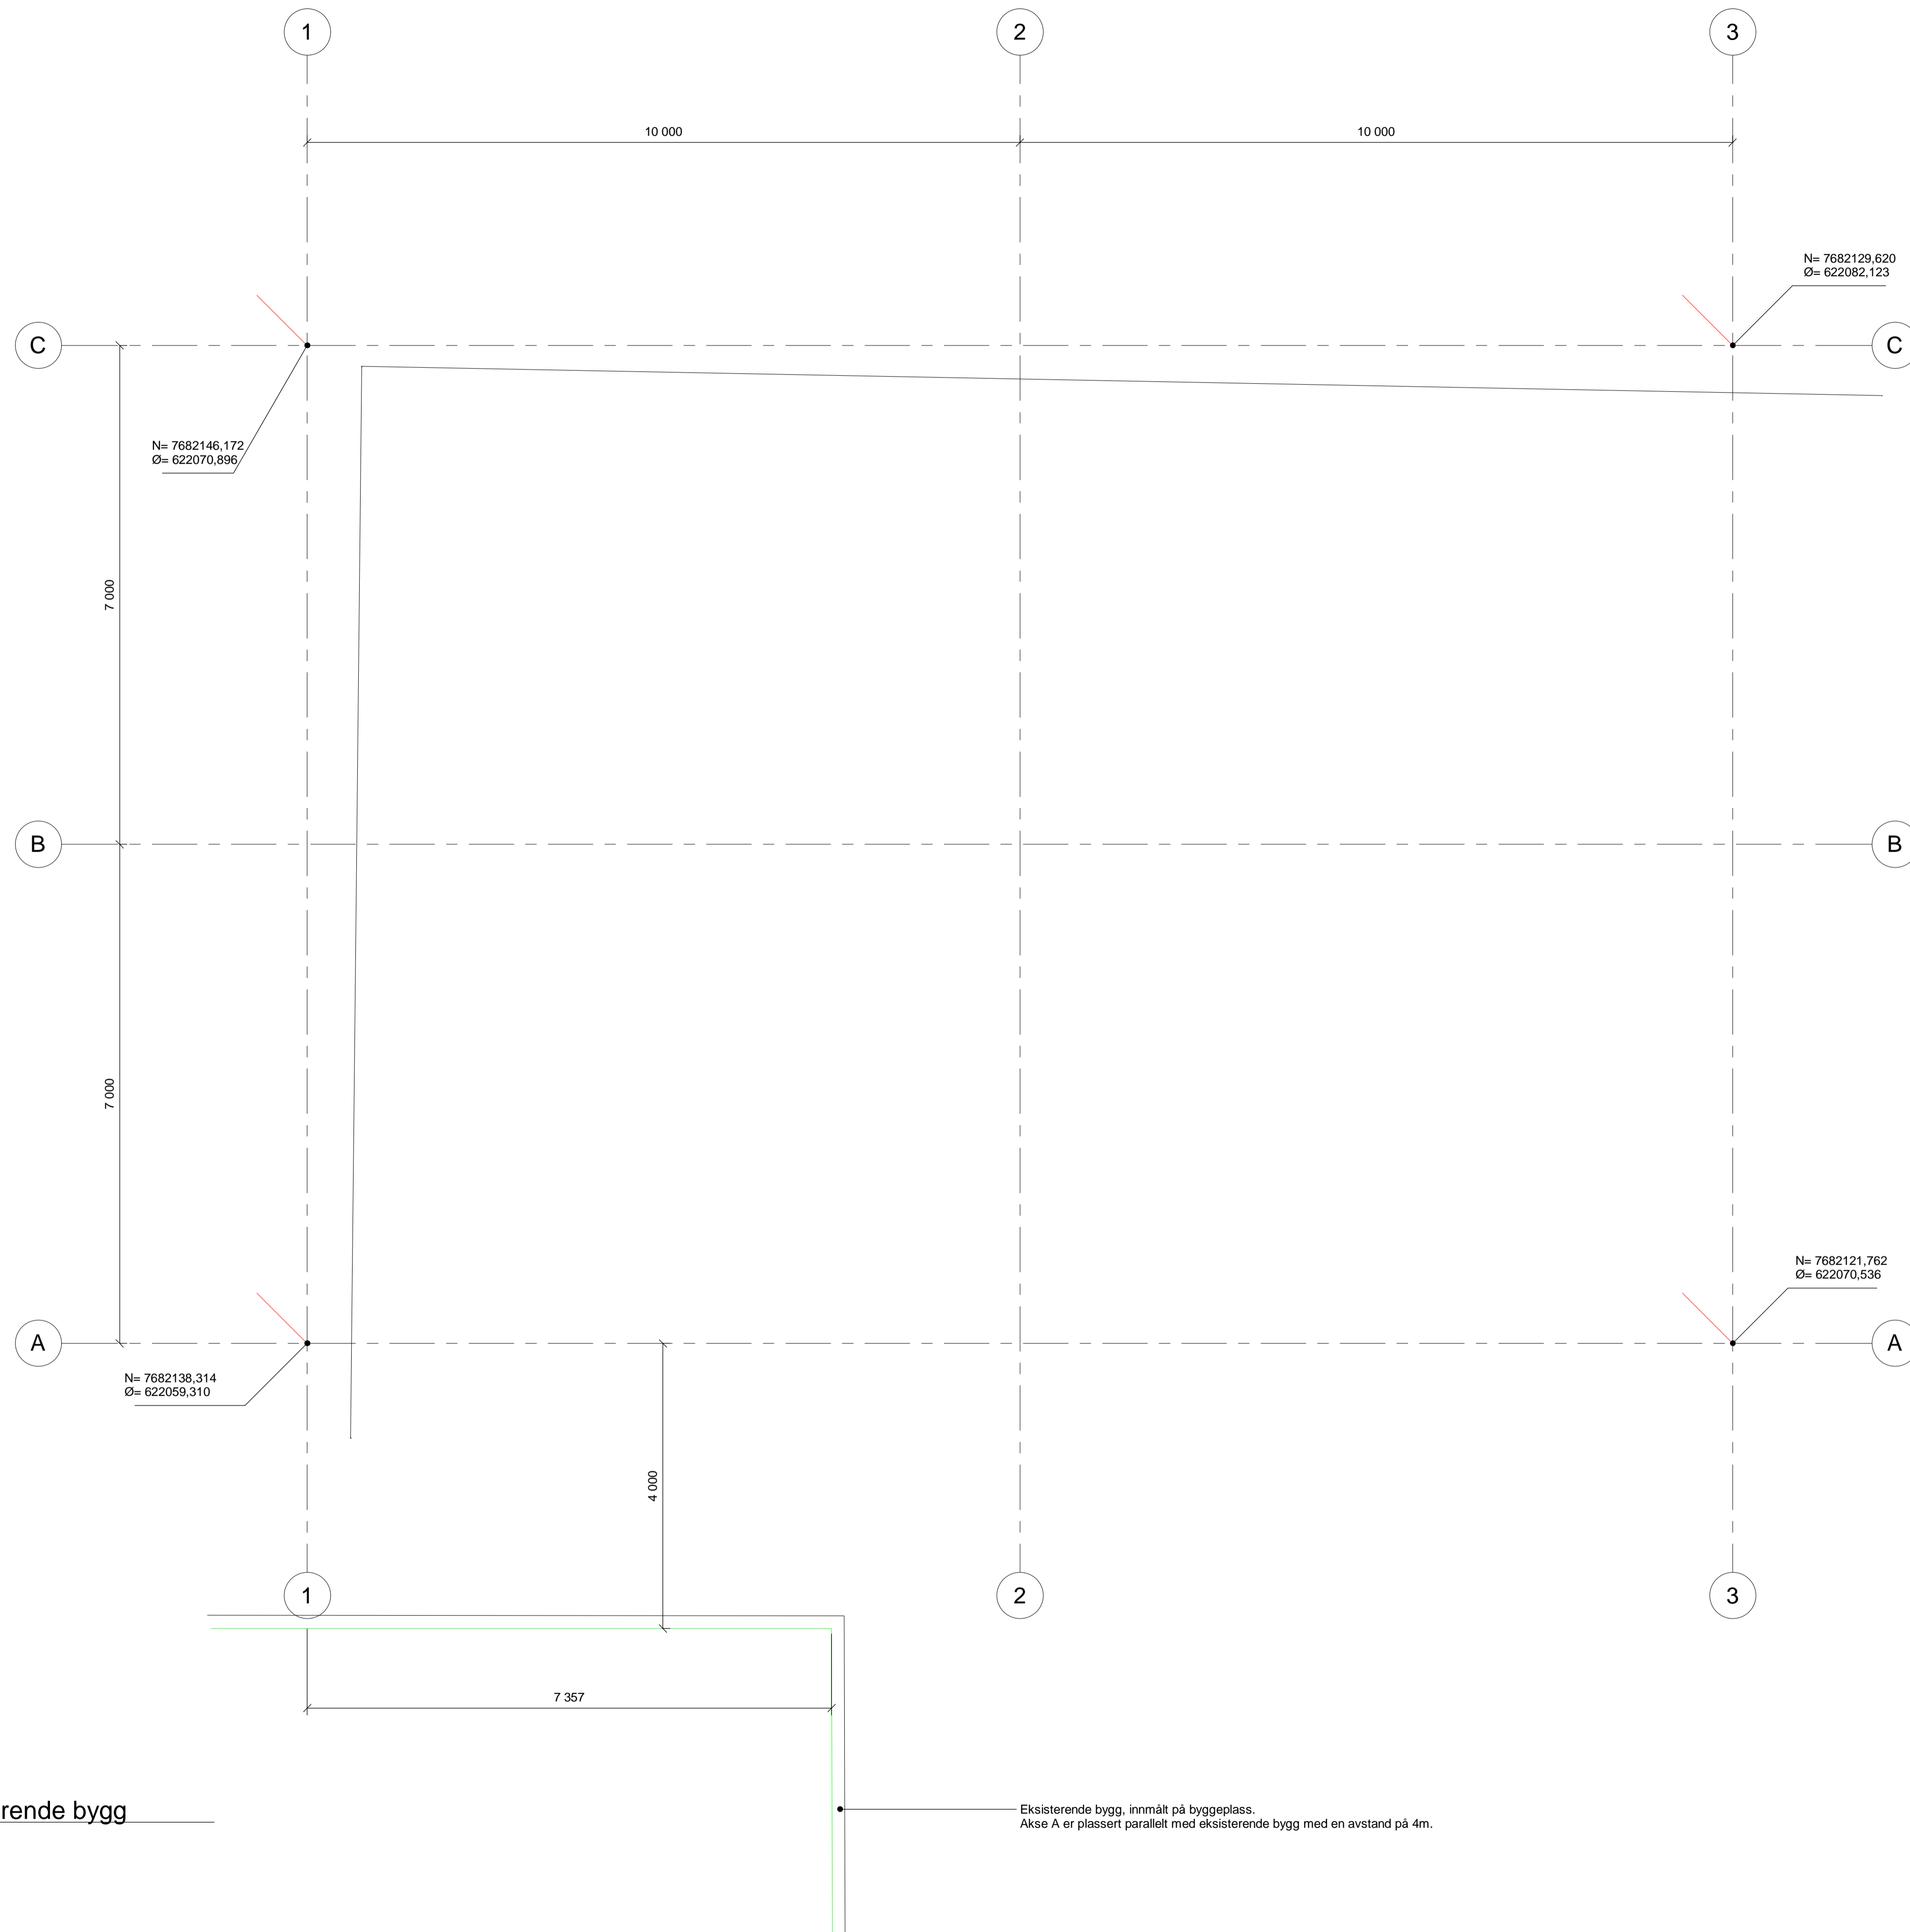 1
2
3
10 000
10 000
N= 7682129,620
Ø= 622082,123
C
C
N= 7682146,172
Ø= 622070,896
7 000
B
B
7 000
N= 7682121,762
Ø= 622070,536
A
A
N= 7682138,314
Ø= 622059,310
4 000
1
2
3
7 357
rende bygg
Eksisterende bygg, innmålt på byggeplass.
Akse A er plassert parallelt med eksisterende bygg med en avstand på 4m.